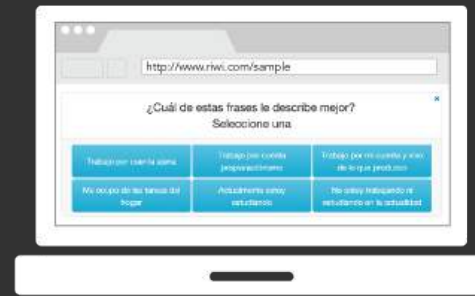 http://www.riwi.com/sample
¿Cuál de estas frases le describe mejor?
Seleccione una
Trabajo por cuenta ajena
Trabajo por cuenta
propia/autónomo
Trabajo por mi cuenta y vivo
de lo que produzco
Me ocupo de las tareas del
hogar
Actualmente estoy
estudiando
No estoy trabajando ni
estudiando en la actualidad